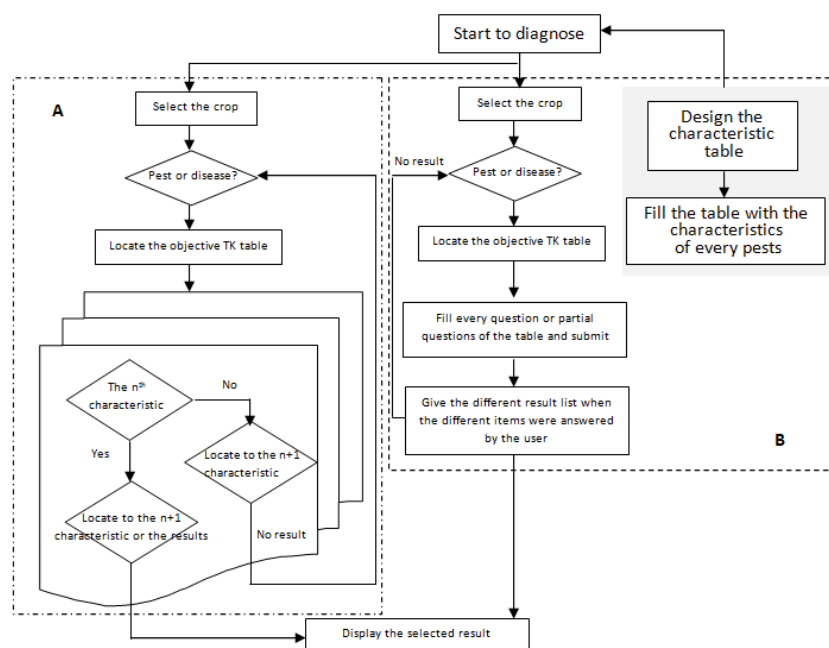 Start to diagnose
A
Select the crop
Pest or disease?
Locate the objective TK table
The nth
characteristic
No
Yes
Locate to the n+1
characteristic
Locate to the n+1
characteristic or the results
No result
Select the crop
No result
Pest or disease?
Locate the objective TK table
Fill every question or partial
questions of the table and submit
Give the different result list when
the different items were answered
by the user
B
Design the
characteristic
table
Fill the table with the
characteristics
of every pests
Display the selected result